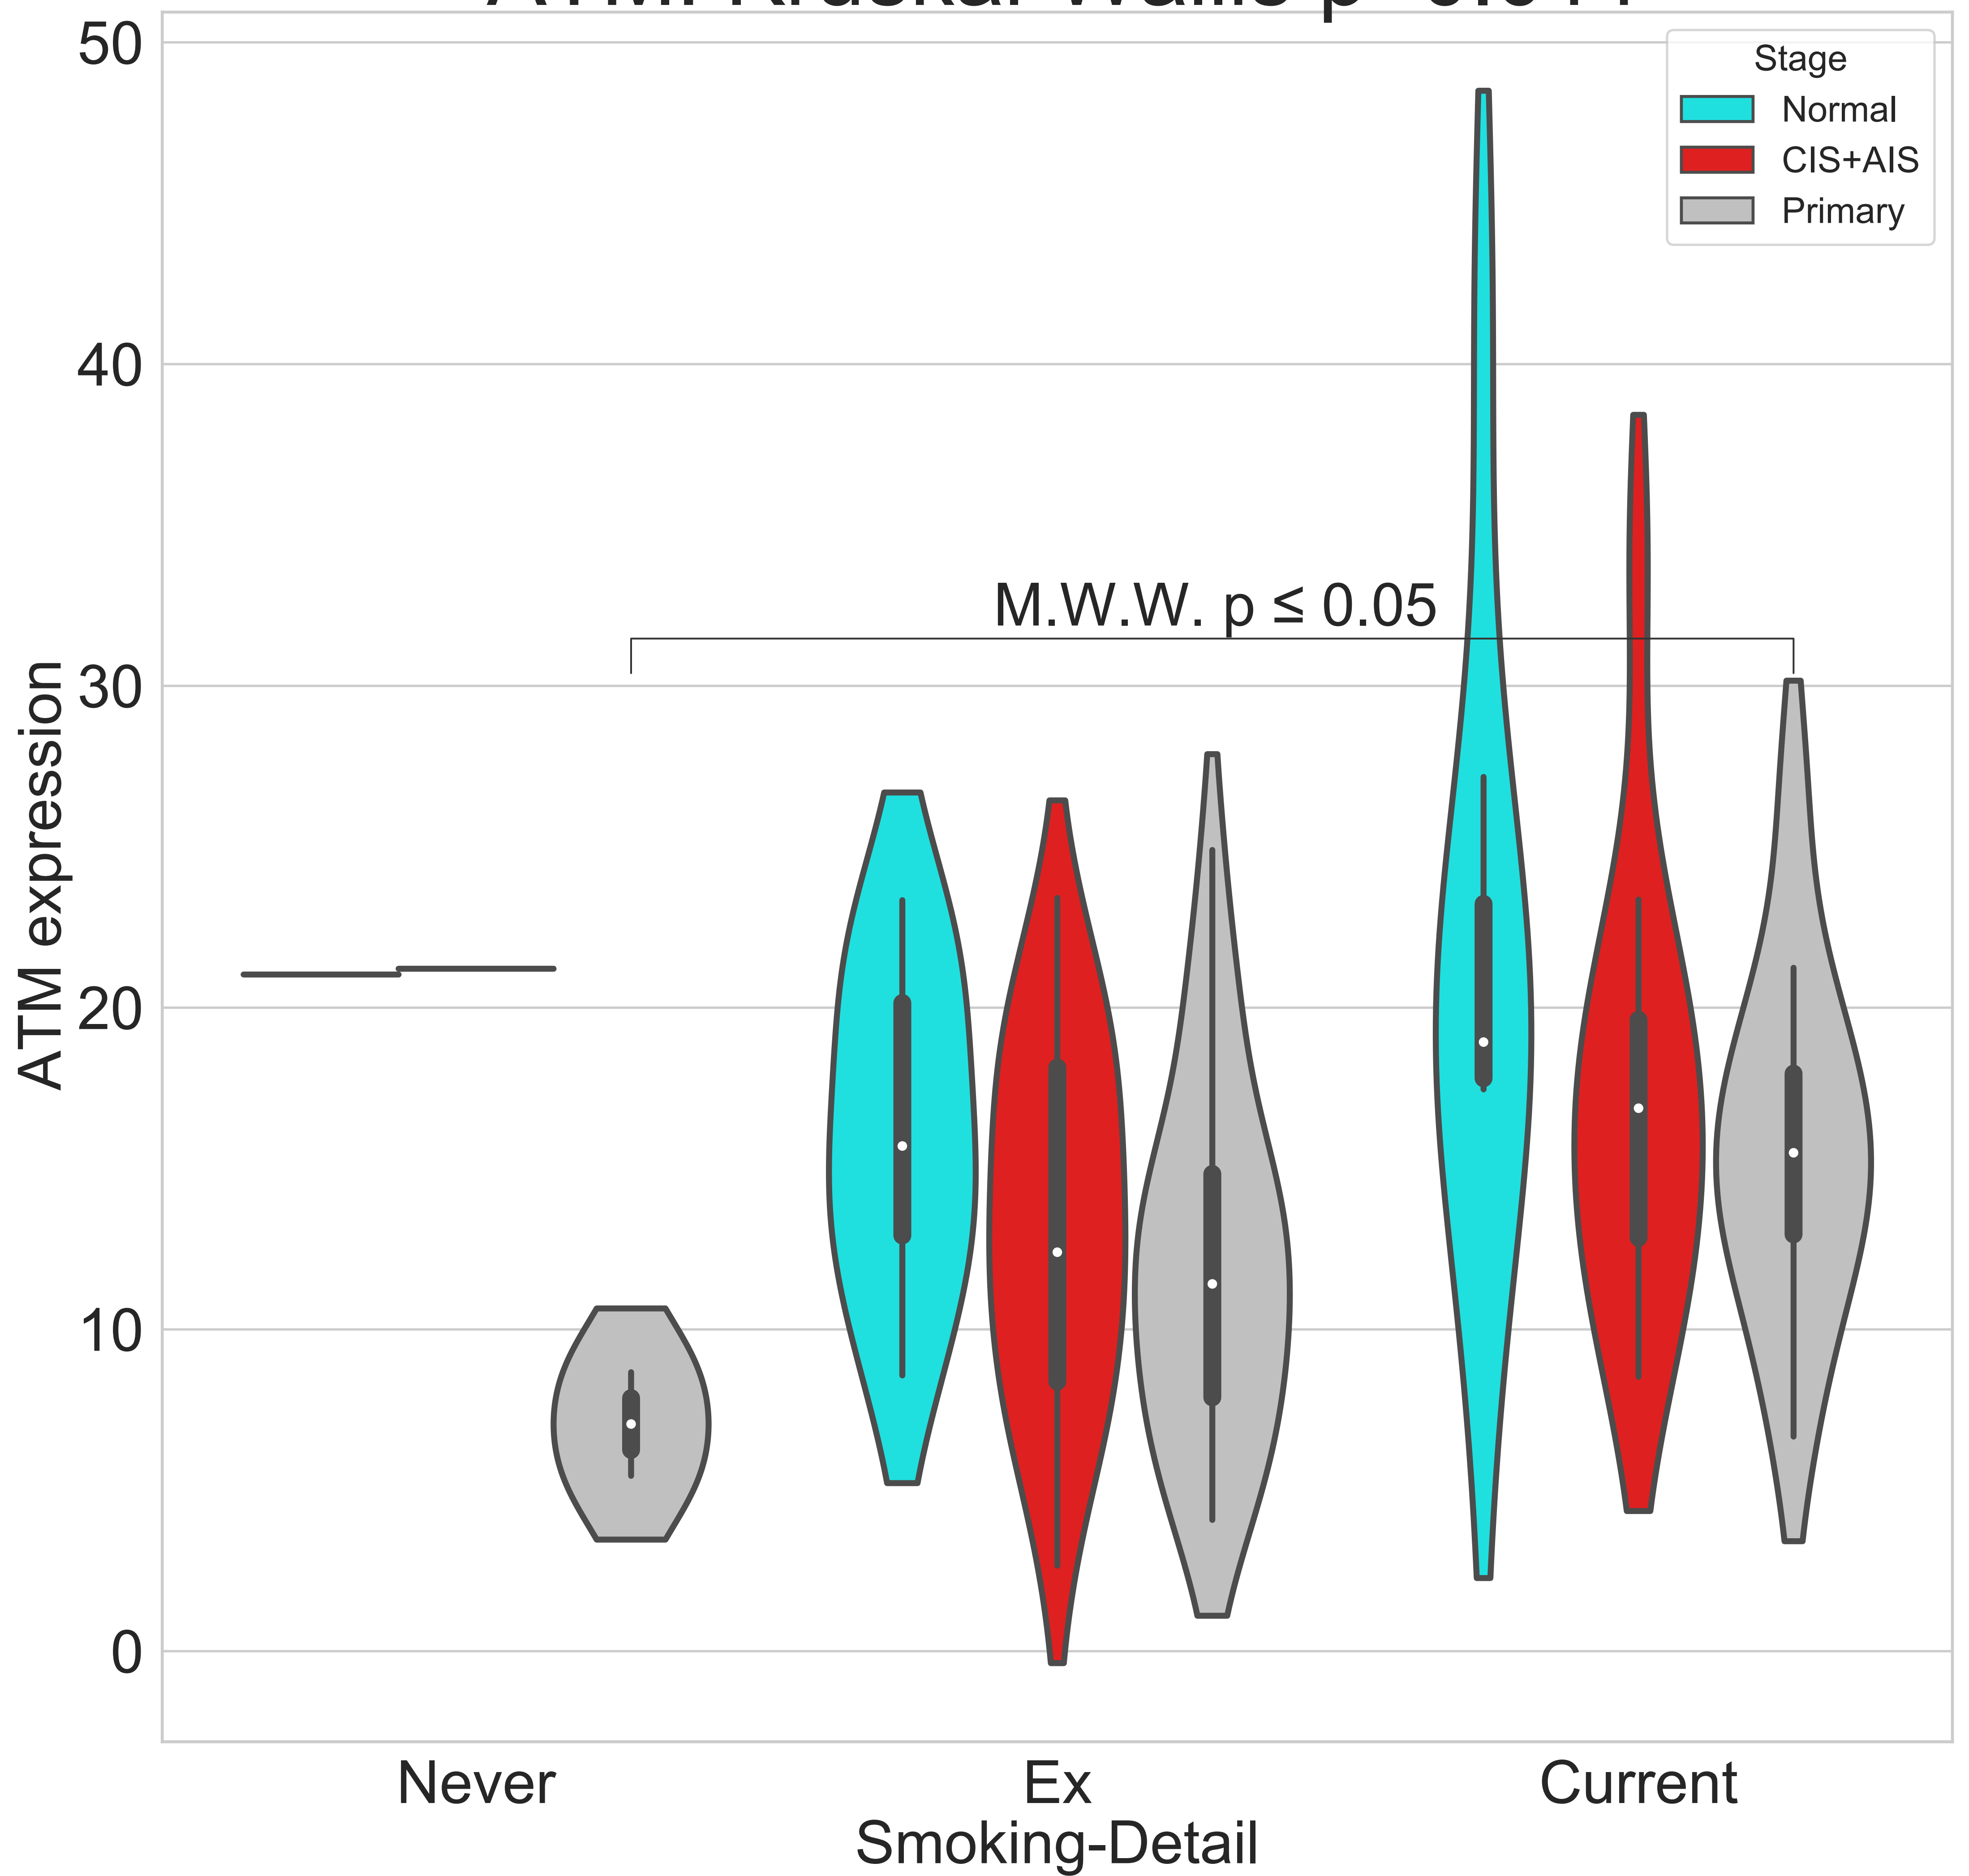 50
Stage
Normal
CIS+AIS
Primary
40
M.W.W. p ≤ 0.05
30
ATM expression
20
10
0
Never
Ex
Current
Smoking-Detail